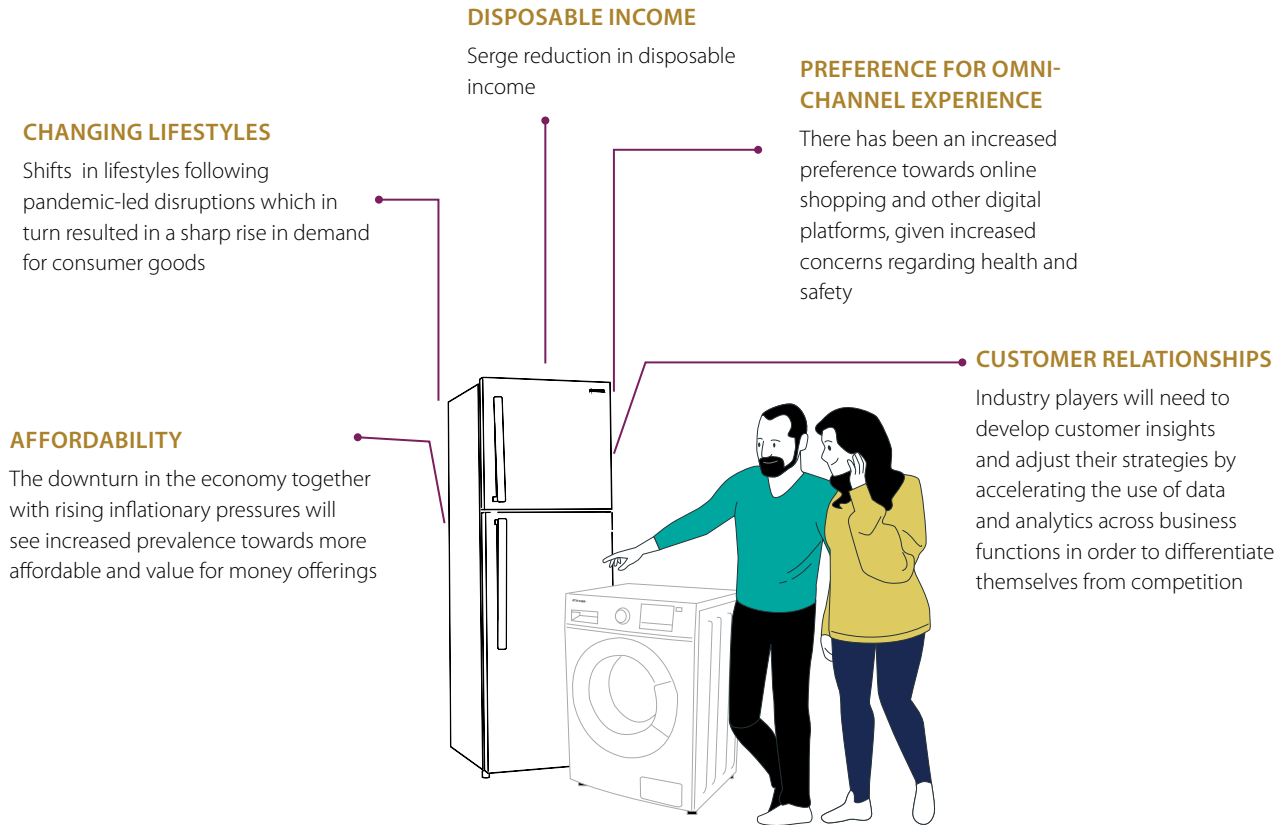 DISPOSABLE INCOME
Serge reduction in disposable
income
PREFERENCE FOR OMNI-
CHANNEL EXPERIENCE
There has been an increased
preference towards online
shopping and other digital
platforms, given increased
concerns regarding health and
safety
CHANGING LIFESTYLES
Shifts  in lifestyles following
pandemic-led disruptions which in
turn resulted in a sharp rise in demand
for consumer goods
CUSTOMER RELATIONSHIPS
Industry players will need to
develop customer insights
and adjust their strategies by
accelerating the use of data
and analytics across business
functions in order to differentiate
themselves from competition
AFFORDABILITY
The downturn in the economy together
with rising inflationary pressures will
see increased prevalence towards more
affordable and value for money offerings